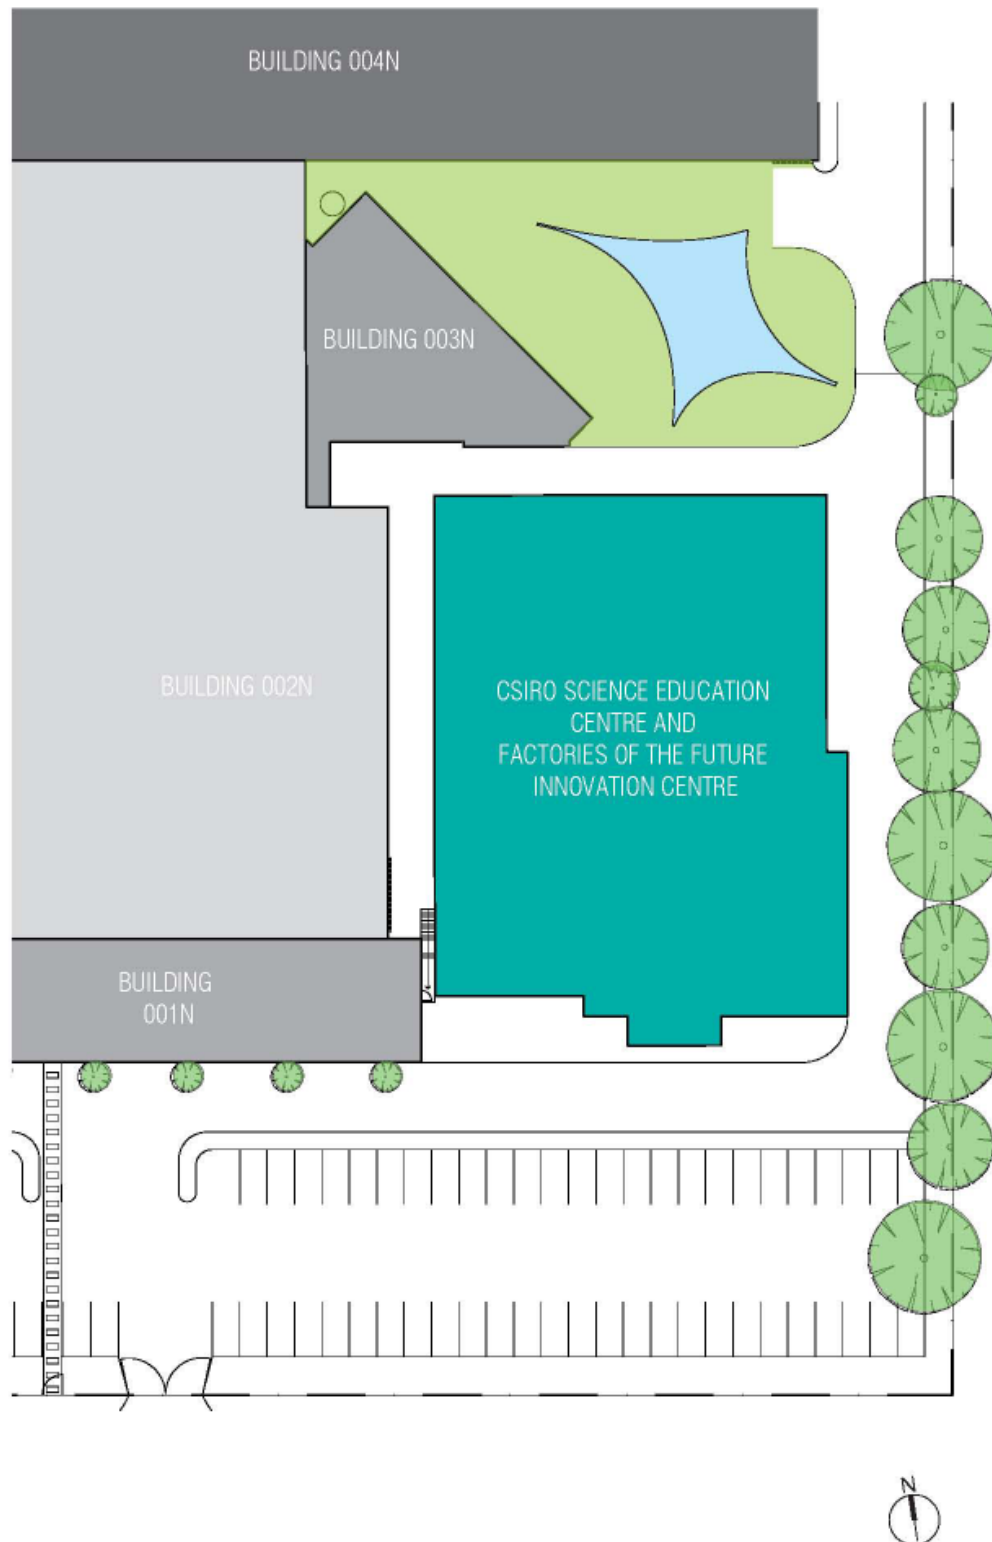 BUILDING 004N
BUILDING 003N
BUILDING 002N
CSIRO SCIENCE EDUCATION
CENTRE AND
FACTORIES OF THE FUTURE
INNOVATION CENTRE
BUILDING
001N
N